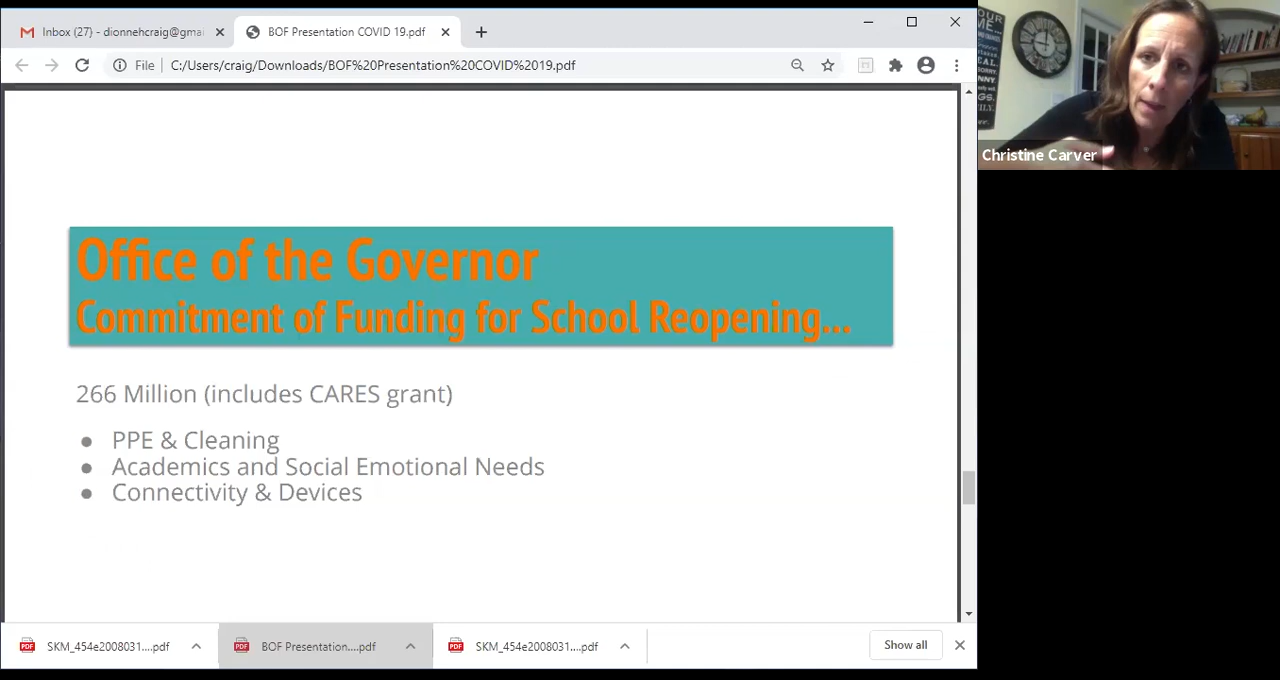 Inbox (27) - dionnehcraig@gmai
BOF Presentation COVID 19.pdf
File
C:/Users/craig/Downloads/BOF%20Presentation%20COVID%2019.pdf
Christine Carver
Office of the Governor
Commitment of Funding for School Reopening...
266 Million (includes CARES grant)
● PPE & Cleaning
● Academics and Social Emotional Needs
● Connectivity & Devices
SKM_454e2008031....pdf
BOF Presentation....pdf
SKM_454e2008031....pdf
Show all